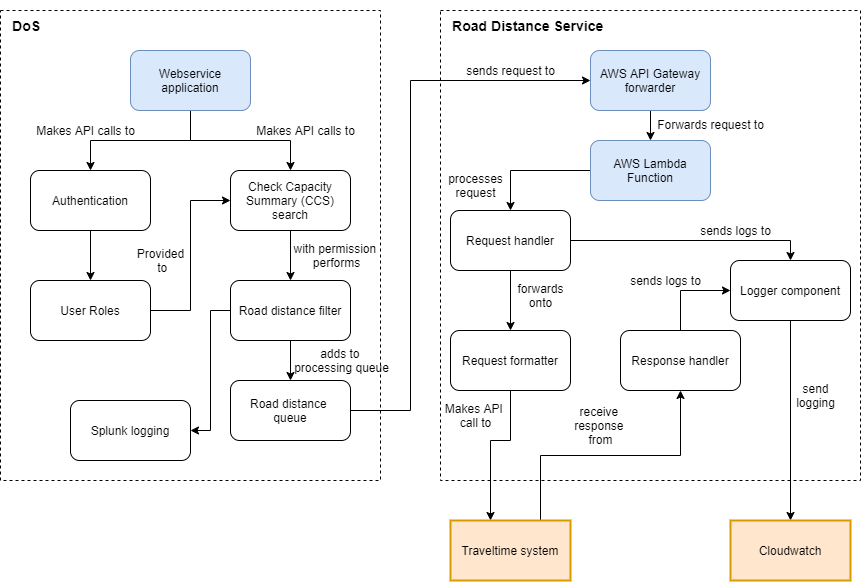 DoS
Road Distance Service
Webservice
application
sends request to
AWS API Gateway
forwarder
Makes API calls to
Makes API calls to
Forwards request to
Authentication
Check Capacity
Summary (CCS)
search
AWS Lambda
Function
processes
request
Provided
to
with permission
performs
Request handler
sends logs to
User Roles
Road distance filter
forwards
onto
sends logs to
Logger component
adds to
processing queue
Request formatter
Response handler
Road distance
queue
Splunk logging
Makes API
call to
receive
response
from
send
logging
Traveltime system
Cloudwatch